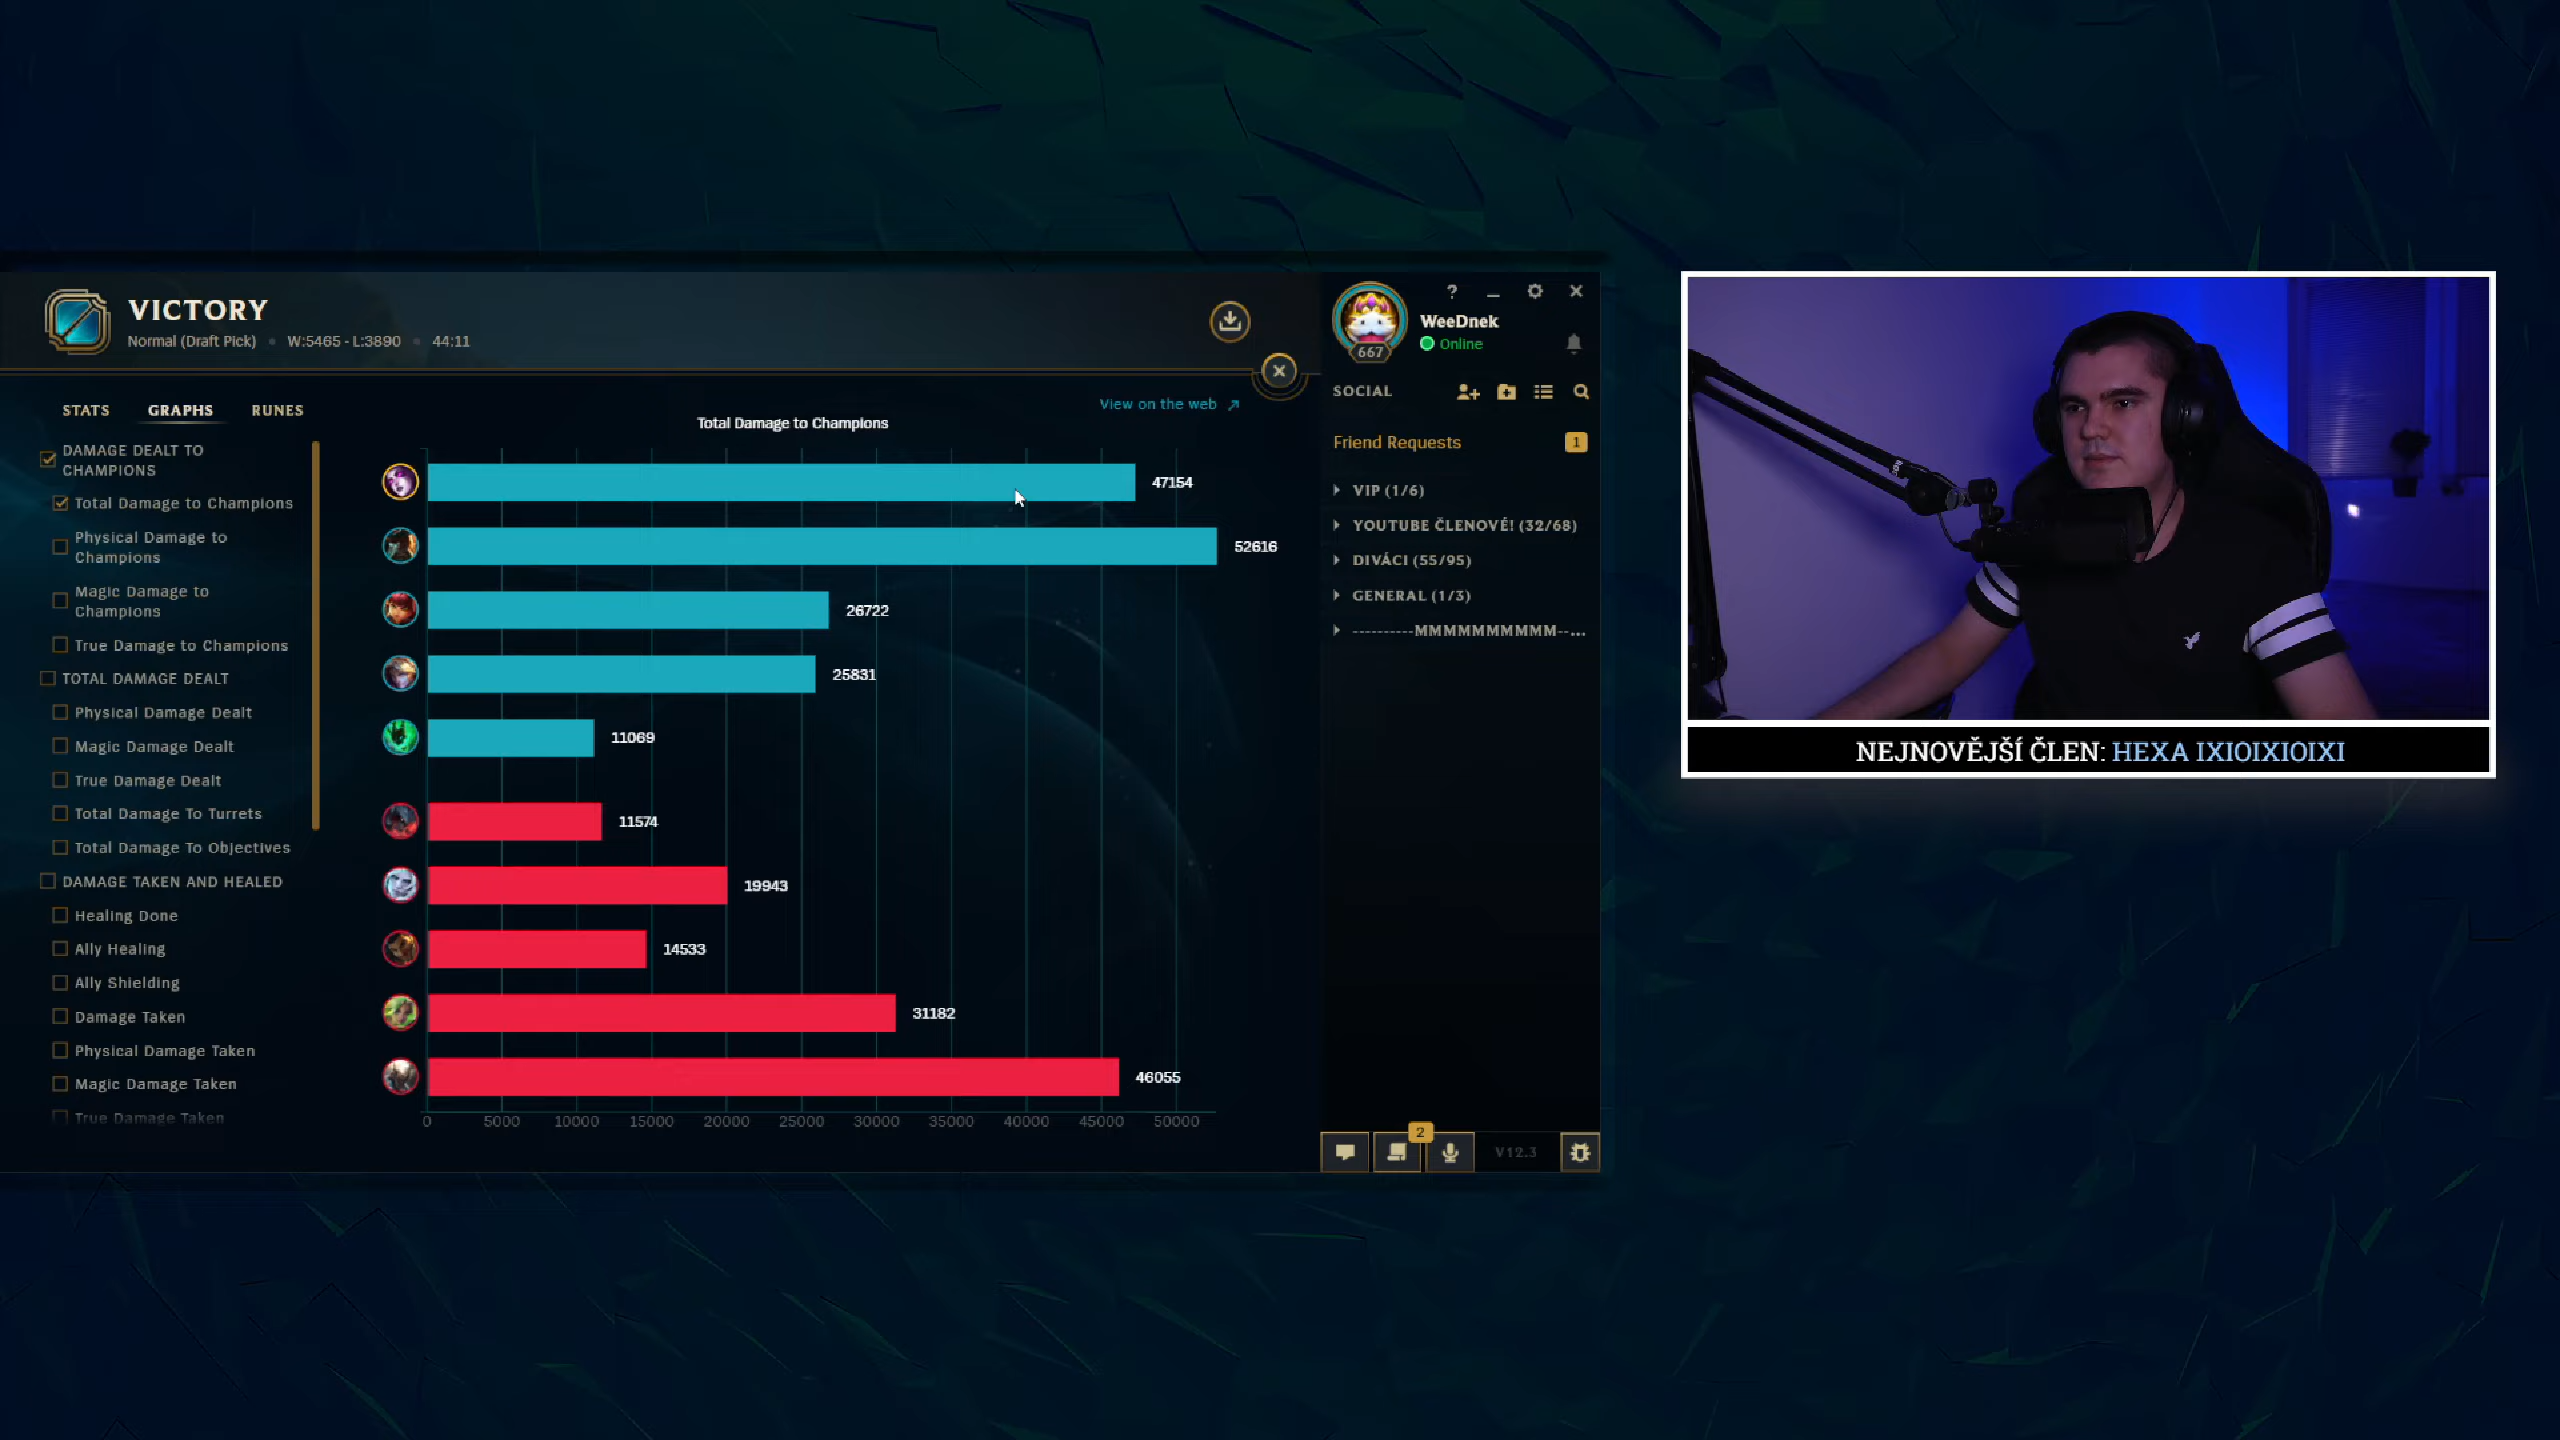 VICTORY
Normal (Draft Pick) • W:5465 - L:3890 • 44:11
STATS GRAPHS RUNES
View on the web
DAMAGE DEALT TO
CHAMPIONS
Total Damage to Champions
Physical Damage to
Champions
Magic Damage to
Champions
True Damage to Champions
TOTAL DAMAGE DEALT
Physical Damage Dealt
Magic Damage Dealt
True Damage Dealt
Total Damage To Turrets
Total Damage To Objectives
DAMAGE TAKEN AND HEALED
Healing Done
Ally Healing
Ally Shielding
Damage Taken
Physical Damage Taken
Magic Damage Taken
True Damage Taken
Total Damage to Champions
47154
52616
26722
25831
11069
11574
19943
14533
31182
46055
0 5000 10000 15000 20000 25000 30000 35000 40000 45000 50000
?
WeeDnek
667
Online
SOCIAL
Friend Requests 1
VIP (1/6)
YOUTUBE ČLENOVÉ! (32/68)
DIVÁCI (55/95)
GENERAL (1/3)
----------MMMMMMMMMM--...
2
V12.3
NEJNOVĚJŠÍ ČLEN: HEXA IXIOIXIOIXI